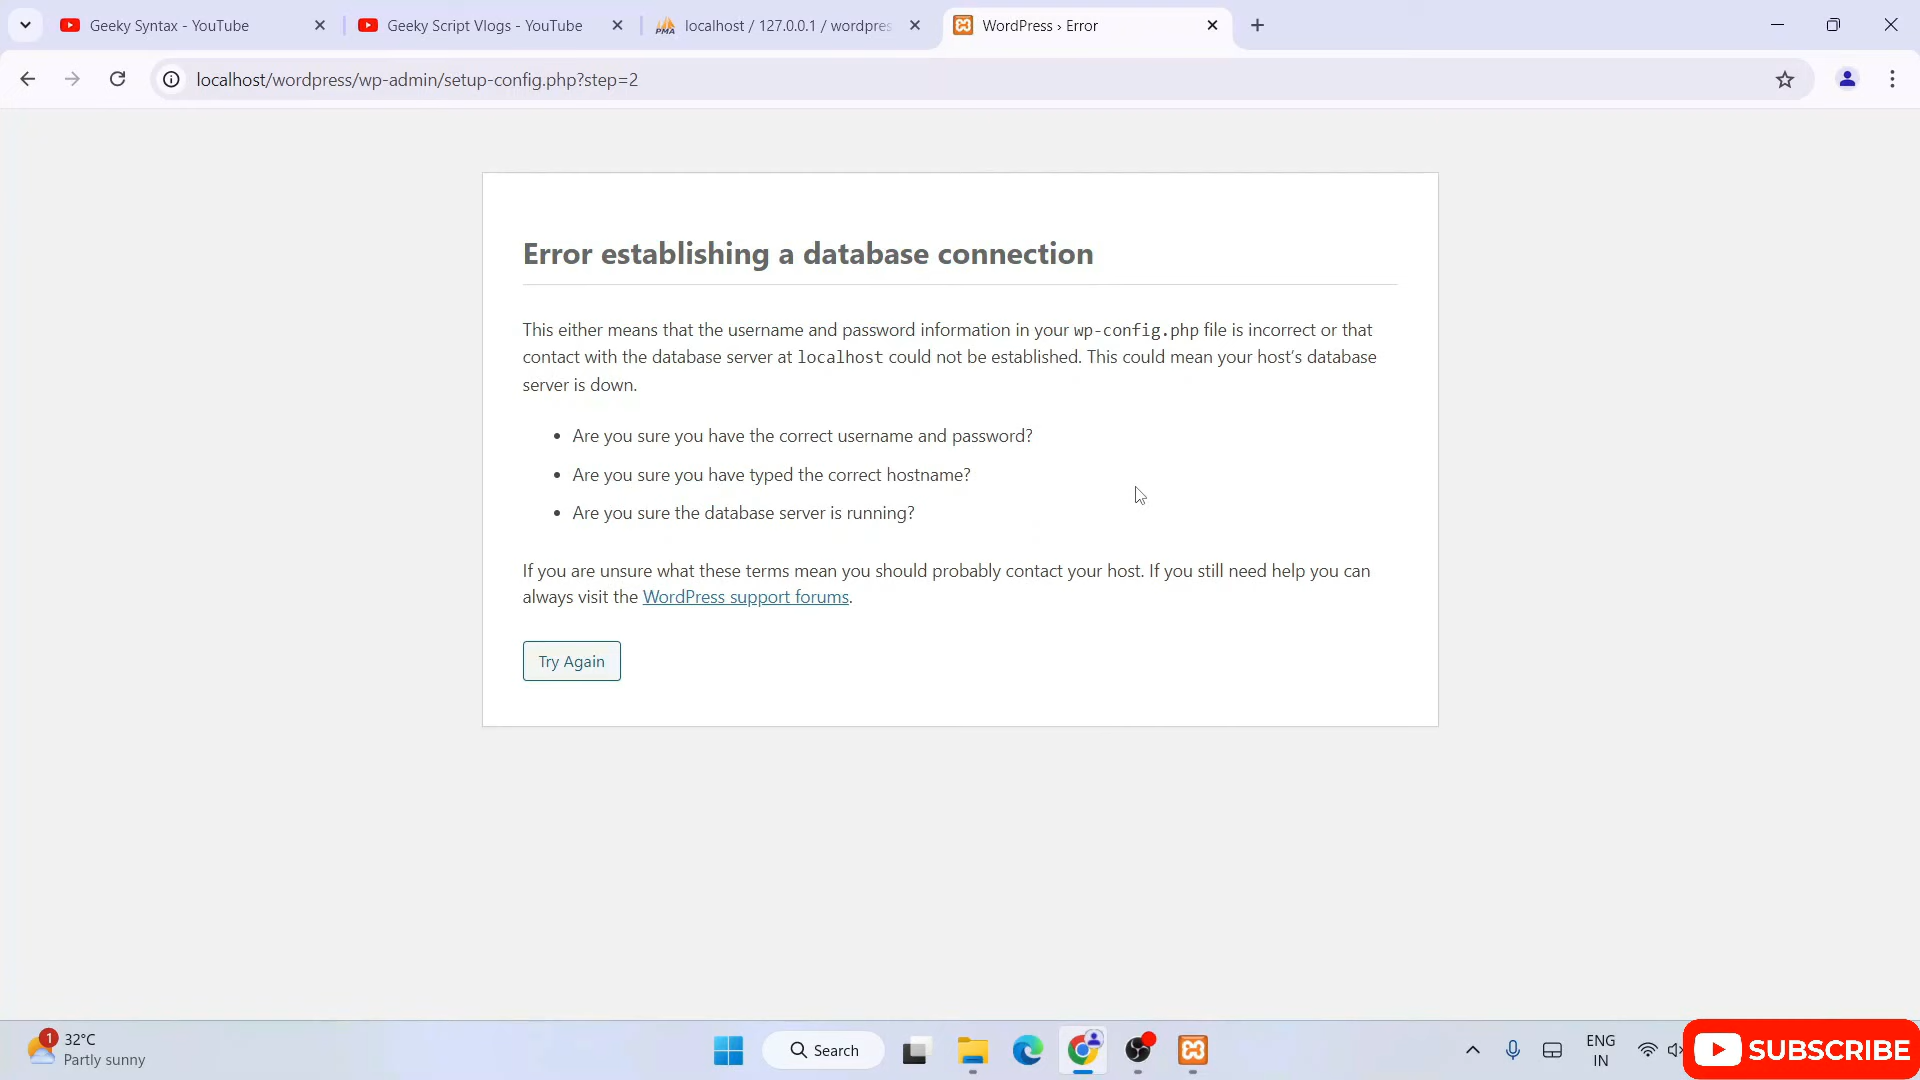 Geeky Syntax - YouTube
Geeky Script Vlogs - YouTube
PMA
localhost / 127.0.0.1 / wordpres
WordPress › Error
localhost/wordpress/wp-admin/setup-config.php?step=2
Error establishing a database connection
This either means that the username and password information in your wp-config.php file is incorrect or that
contact with the database server at localhost could not be established. This could mean your host's database
server is down.
• Are you sure you have the correct username and password?
• Are you sure you have typed the correct hostname?
• Are you sure the database server is running?
If you are unsure what these terms mean you should probably contact your host. If you still need help you can
always visit the WordPress support forums.
Try Again
1
32°C
Partly sunny
Search
ENG
IN
SUBSCRIBE